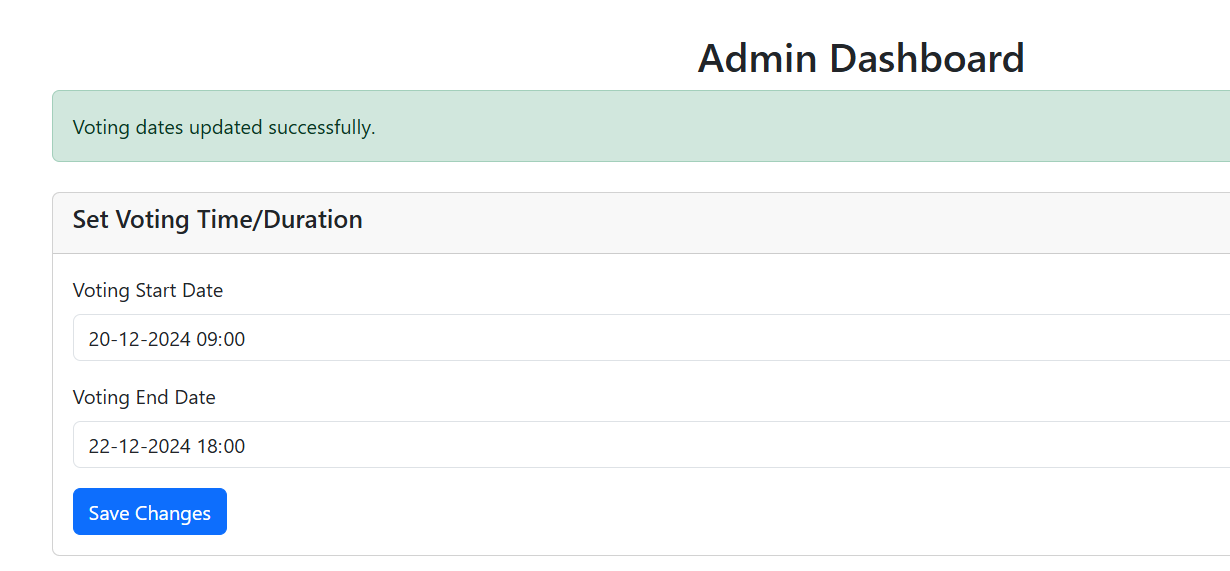 Admin Dashboard
Voting dates updated successfully.
Set Voting Time/Duration
Voting Start Date
20-12-2024 09:00
Voting End Date
22-12-2024 18:00
Save Changes